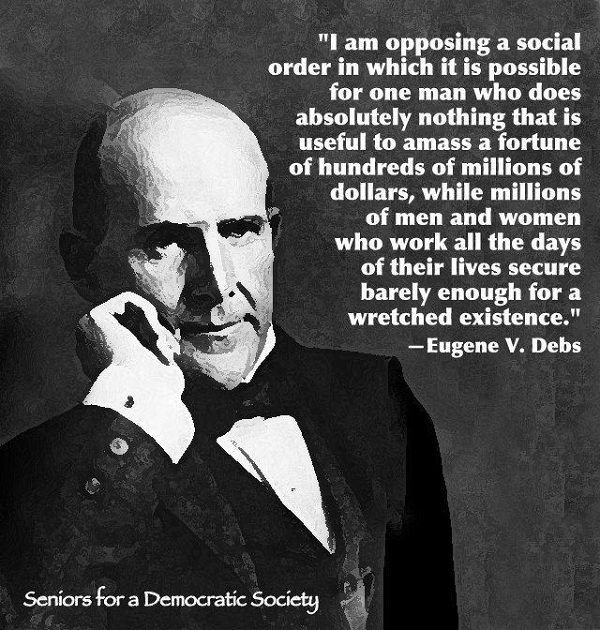 "I am opposing a social
order in which it is possible
for one man who does
absolutely nothing that is
useful to amass a fortune
of hundreds of millions of
dollars, while millions
of men and women
who work all the days
of their lives secure
barely enough for a
wretched existence."
—Eugene V. Debs
Seniors for a Democratic Society